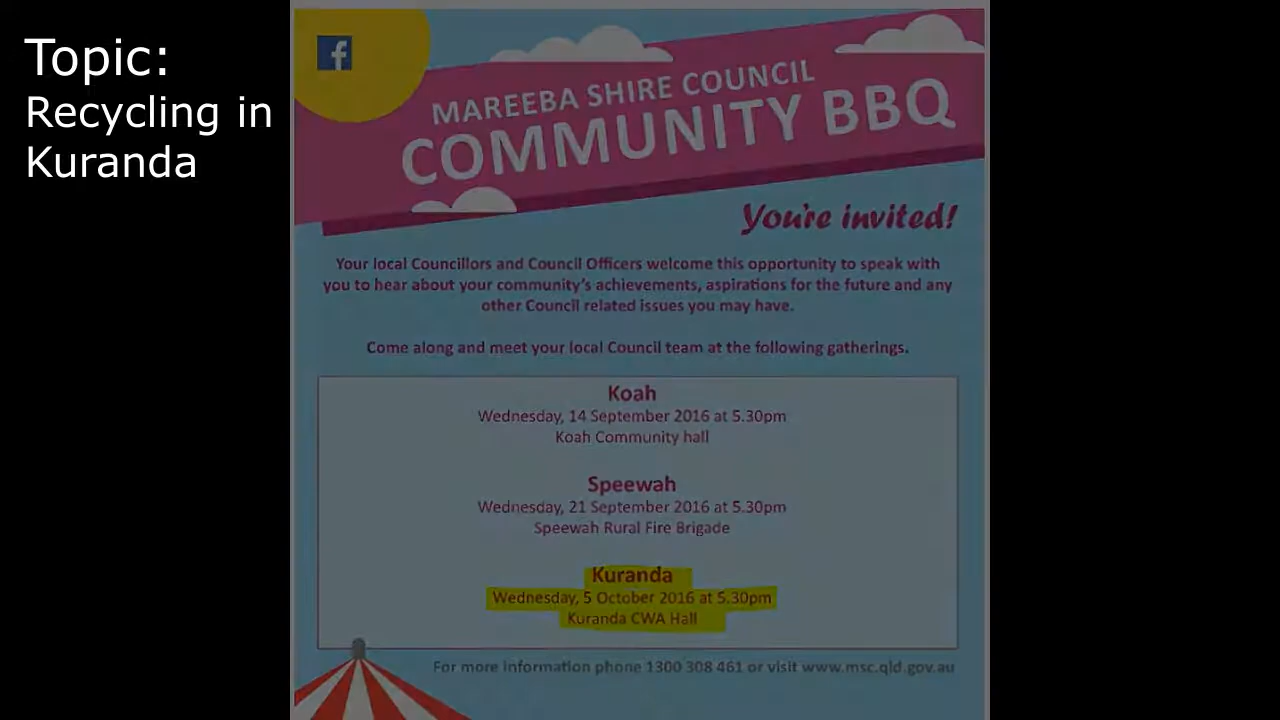 Topic:
Recycling in
Kuranda
f
MAREEBA SHIRE COUNCIL
COMMUNITY BBQ
You're invited!
Your local Councillors and Council Officers welcome this opportunity to speak with
you to hear about your community's achievements, aspirations for the future and any
other Council related issues you may have.
Come along and meet your local Council team at the following gatherings.
Koah
Wednesday, 14 September 2016 at 5.30pm
Koah Community hall
Speewah
Wednesday, 21 September 2016 at 5.30pm
Speewah Rural Fire Brigade
Kuranda
Wednesday, 5 October 2016 at 5.30pm
Kuranda CWA Hall
For more information phone 1300 308 461 or visit www.msc.qld.gov.au